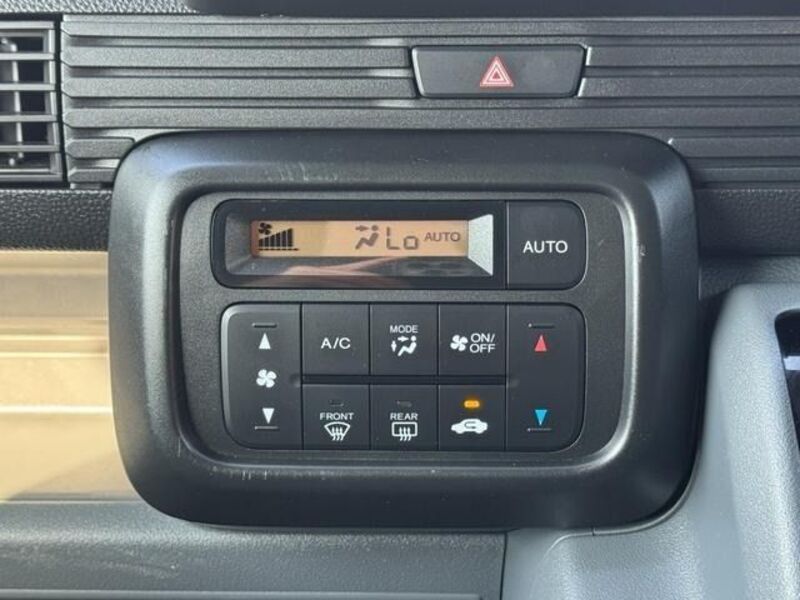 Lo AUTO
AUTO
A/C
MODE
ON/
OFF
FRONT
REAR